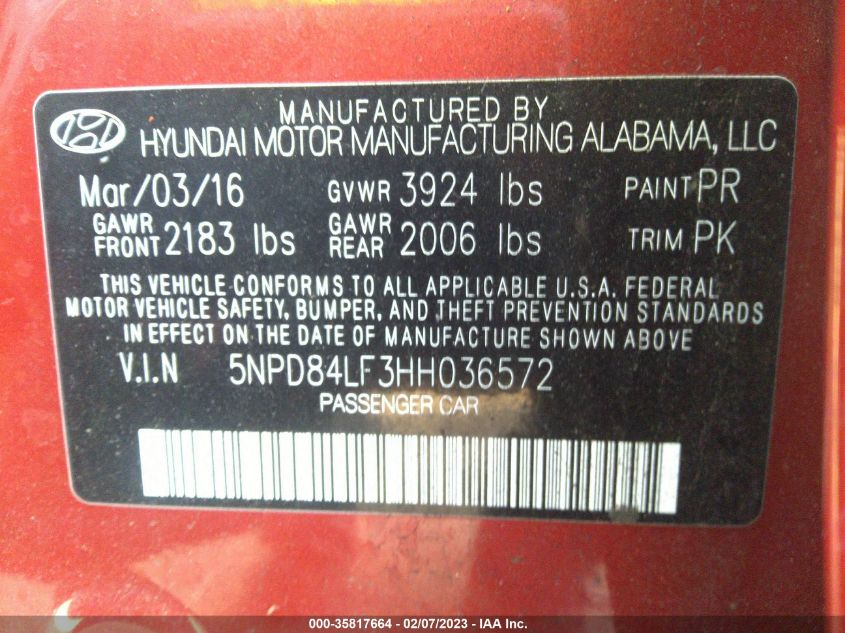 MANUFACTURED BY
HYUNDAI MOTOR MANUFACTURING ALABAMA, LLC
Mar/03/16 GVWR 3924 lbs PAINT PR
GAWR FRONT 2183 lbs GAWR REAR 2006 lbs TRIM PK
THIS VEHICLE CONFORMS TO ALL APPLICABLE U.S.A. FEDERAL
MOTOR VEHICLE SAFETY, BUMPER, AND THEFT PREVENTION STANDARDS
IN EFFECT ON THE DATE OF MANUFACTURE SHOWN ABOVE
V.I.N 5NPD84LF3HH036572
PASSENGER CAR
000-35817664 - 02/07/2023 - IAA Inc.